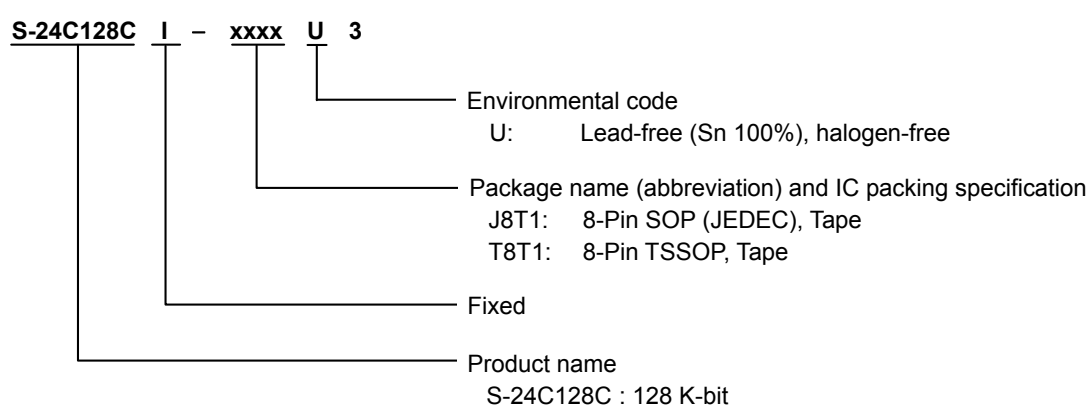 S-24C128C I – xxxx U 3
Environmental code
U: Lead-free (Sn 100%), halogen-free
Package name (abbreviation) and IC packing specification
J8T1: 8-Pin SOP (JEDEC), Tape
T8T1: 8-Pin TSSOP, Tape
Fixed
Product name
S-24C128C : 128 K-bit